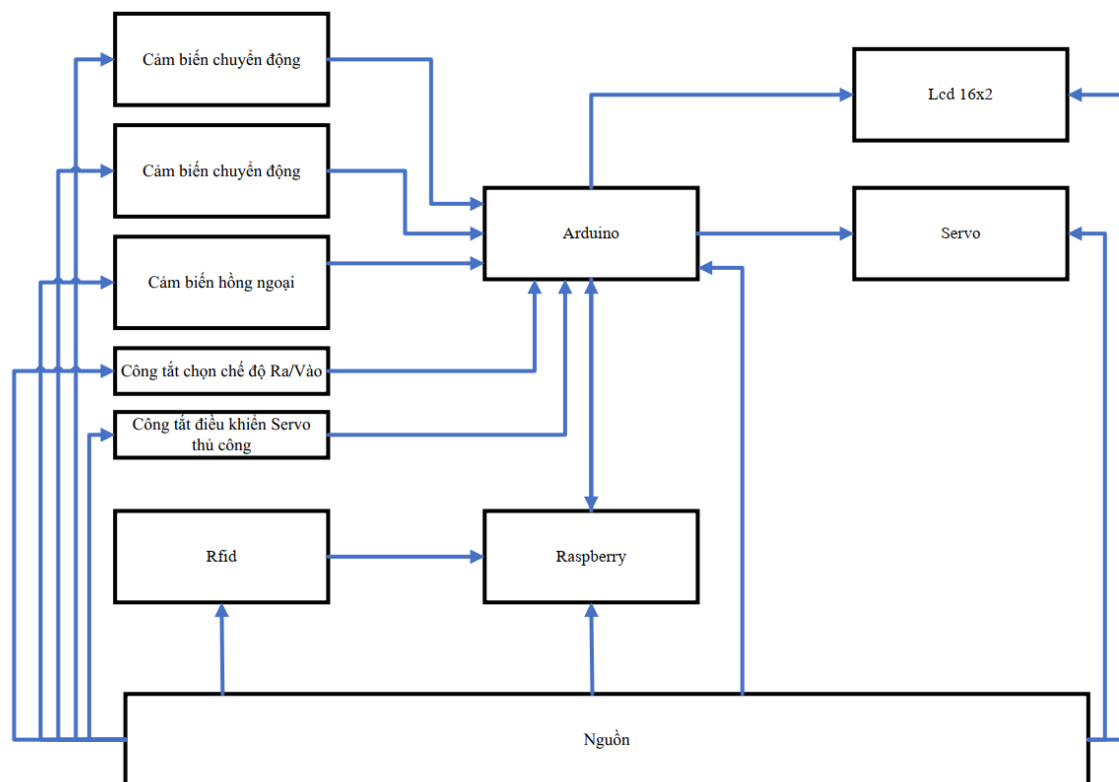 Cảm biến chuyển động
Lcd 16x2
Cảm biến chuyển động
Arduino
Servo
Cảm biến hồng ngoại
Công tắt chọn chế độ Ra/Vào
Công tắt điều khiển Servo
thủ công
Rfid
Raspberry
Nguồn